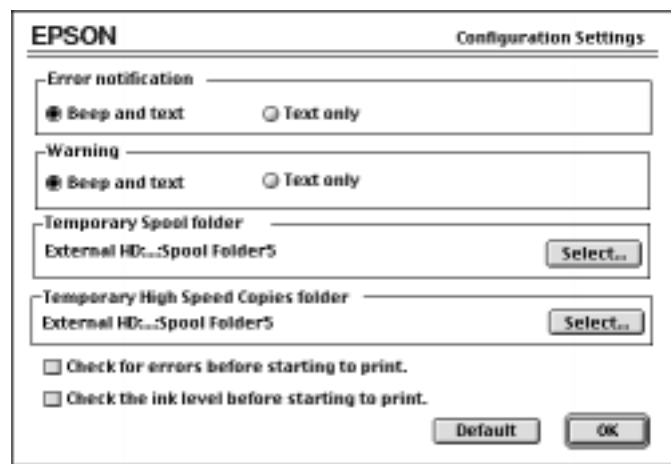 EPSON
Configuration Settings
Error notification
Beep and text
Text only
Warning
Beep and text
Text only
Temporary Spool folder
External HD:...:Spool Folder5
Select...
Temporary High Speed Copies folder
External HD:...:Spool Folder5
Select...
Check for errors before starting to print.
Check the ink level before starting to print.
Default
OK